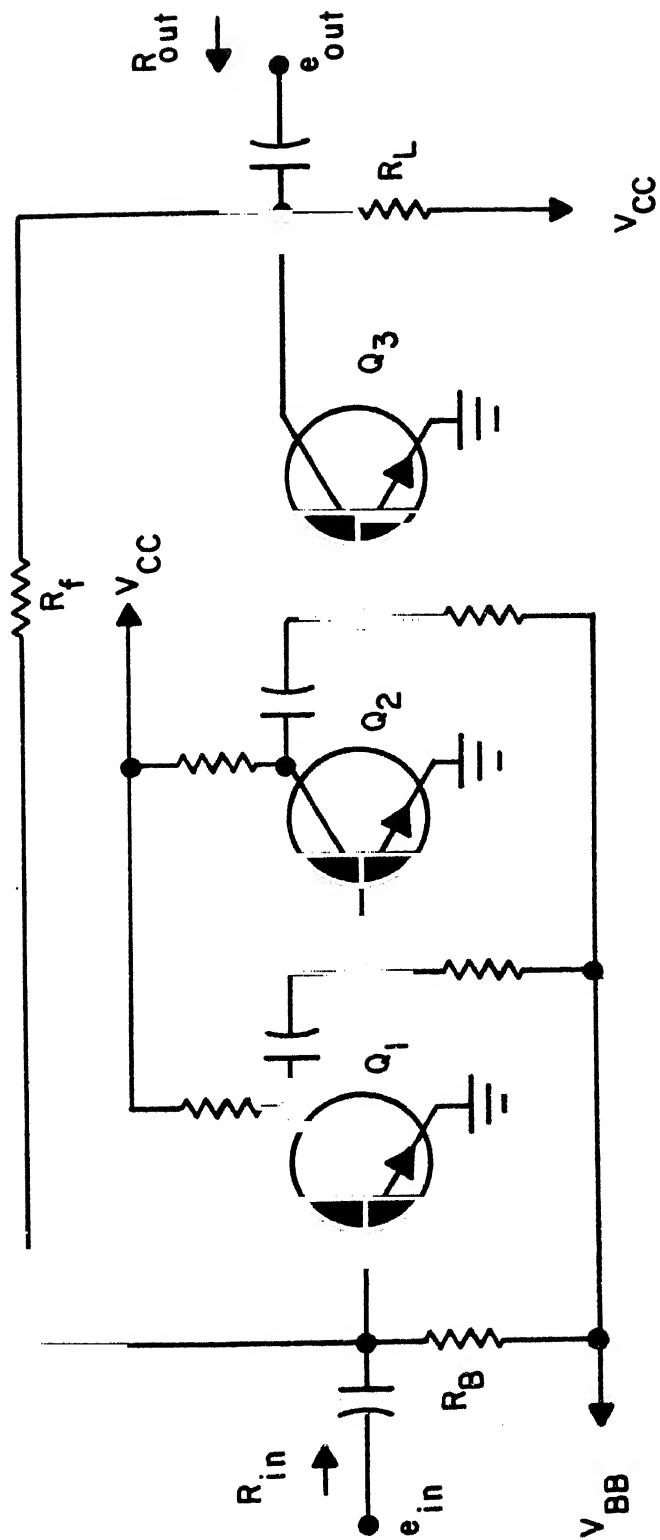 R_out
e_out
R_f
V_CC
R_L
V_CC
Q_3
Q_2
Q_1
R_in
e_in
R_B
V_BB